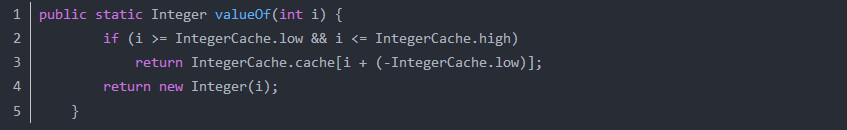 1 public static Integer valueOf(int i) {
2 if (i >= IntegerCache.low && i <= IntegerCache.high)
3 return IntegerCache.cache[i + (-IntegerCache.low)];
4 return new Integer(i);
5 }